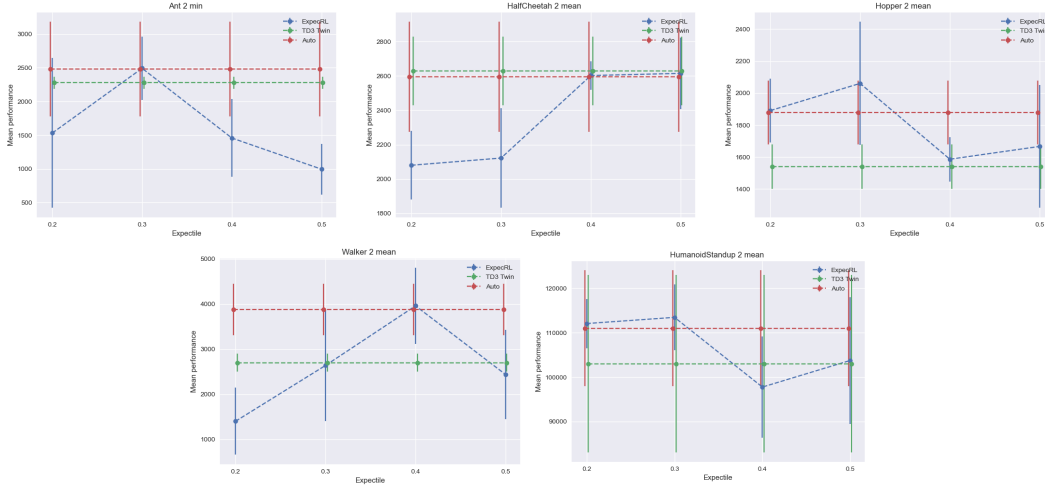 Ant 2 min
ExpecRL
TD3 Twin
Auto
3000
2500
2000
1500
1000
500
Mean performance
0.2
0.3
0.4
0.5
Expectile
HalfCheetah 2 mean
ExpecRL
TD3 Twin
Auto
2800
2600
2400
2200
2000
1800
Mean performance
0.2
0.3
0.4
0.5
Expectile
Hopper 2 mean
ExpecRL
TD3 Twin
Auto
2400
2200
2000
1800
1600
1400
Mean performance
0.2
0.3
0.4
0.5
Expectile
Walker 2 mean
ExpecRL
TD3 Twin
Auto
5000
4000
3000
2000
1000
Mean performance
0.2
0.3
0.4
0.5
Expectile
HumanoidStandup 2 mean
ExpecRL
TD3 Twin
Auto
120000
110000
100000
90000
Mean performance
0.2
0.3
0.4
0.5
Expectile